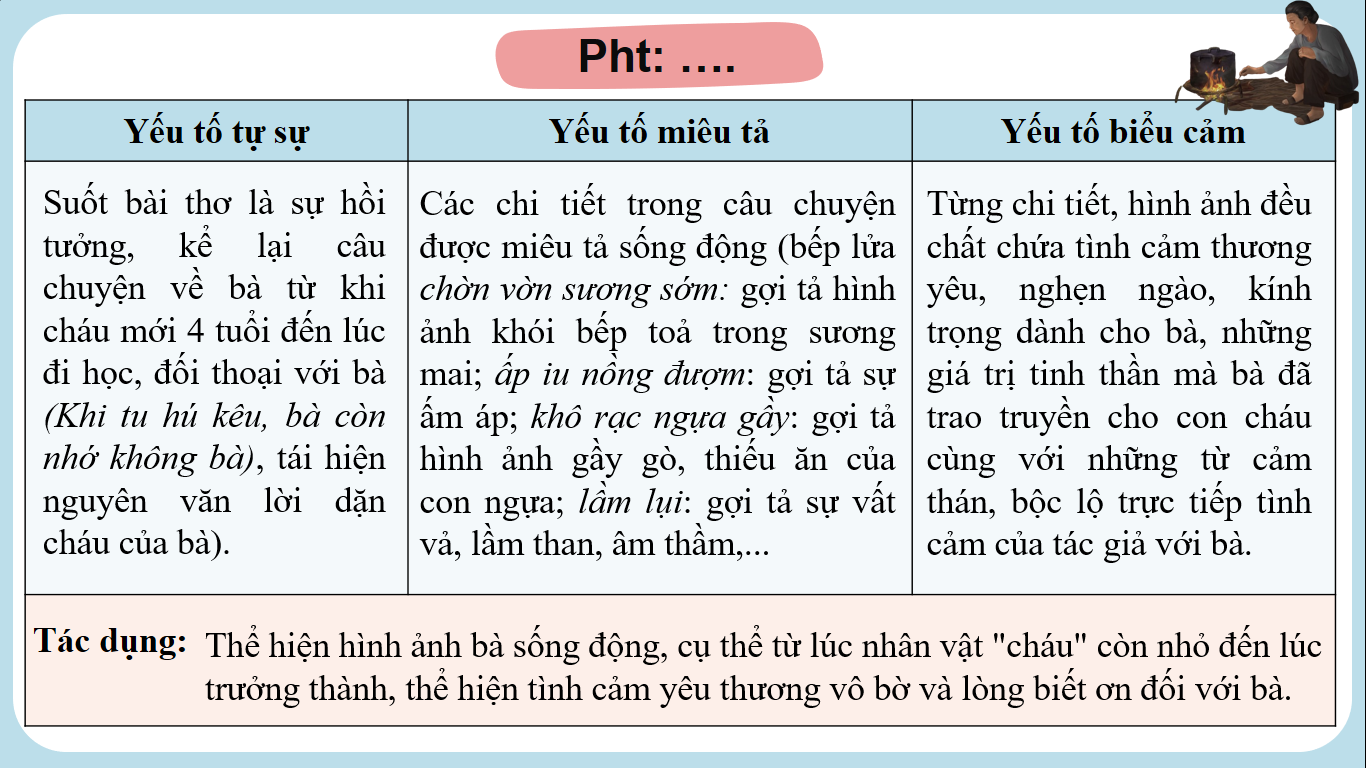 Pht: ....
Yếu tố tự sự
Yếu tố miêu tả
Yếu tố biểu cảm
Suốt bài thơ là sự hồi
tưởng, kể lại câu
chuyện về bà từ khi
cháu mới 4 tuổi đến lúc
đi học, đối thoại với bà
(Khi tu hú kêu, bà còn
nhớ không bà), tái hiện
nguyên văn lời dặn
cháu của bà).
Các chi tiết trong câu chuyện
được miêu tả sống động (bếp lửa
chờn vờn sương sớm: gợi tả hình
ảnh khói bếp toả trong sương
mai; ấp iu nồng đượm: gợi tả sự
ấm áp; khô rạc ngựa gầy: gợi tả
hình ảnh gầy gò, thiếu ăn của
con ngựa; lầm lụi: gợi tả sự vất
vả, lầm than, âm thầm,...
Từng chi tiết, hình ảnh đều
chất chứa tình cảm thương
yêu, nghẹn ngào, kính
trọng dành cho bà, những
giá trị tinh thần mà bà đã
trao truyền cho con cháu
cùng với những từ cảm
thán, bộc lộ trực tiếp tình
cảm của tác giả với bà.
Tác dụng: Thể hiện hình ảnh bà sống động, cụ thể từ lúc nhân vật "cháu" còn nhỏ đến lúc
trưởng thành, thể hiện tình cảm yêu thương vô bờ và lòng biết ơn đối với bà.